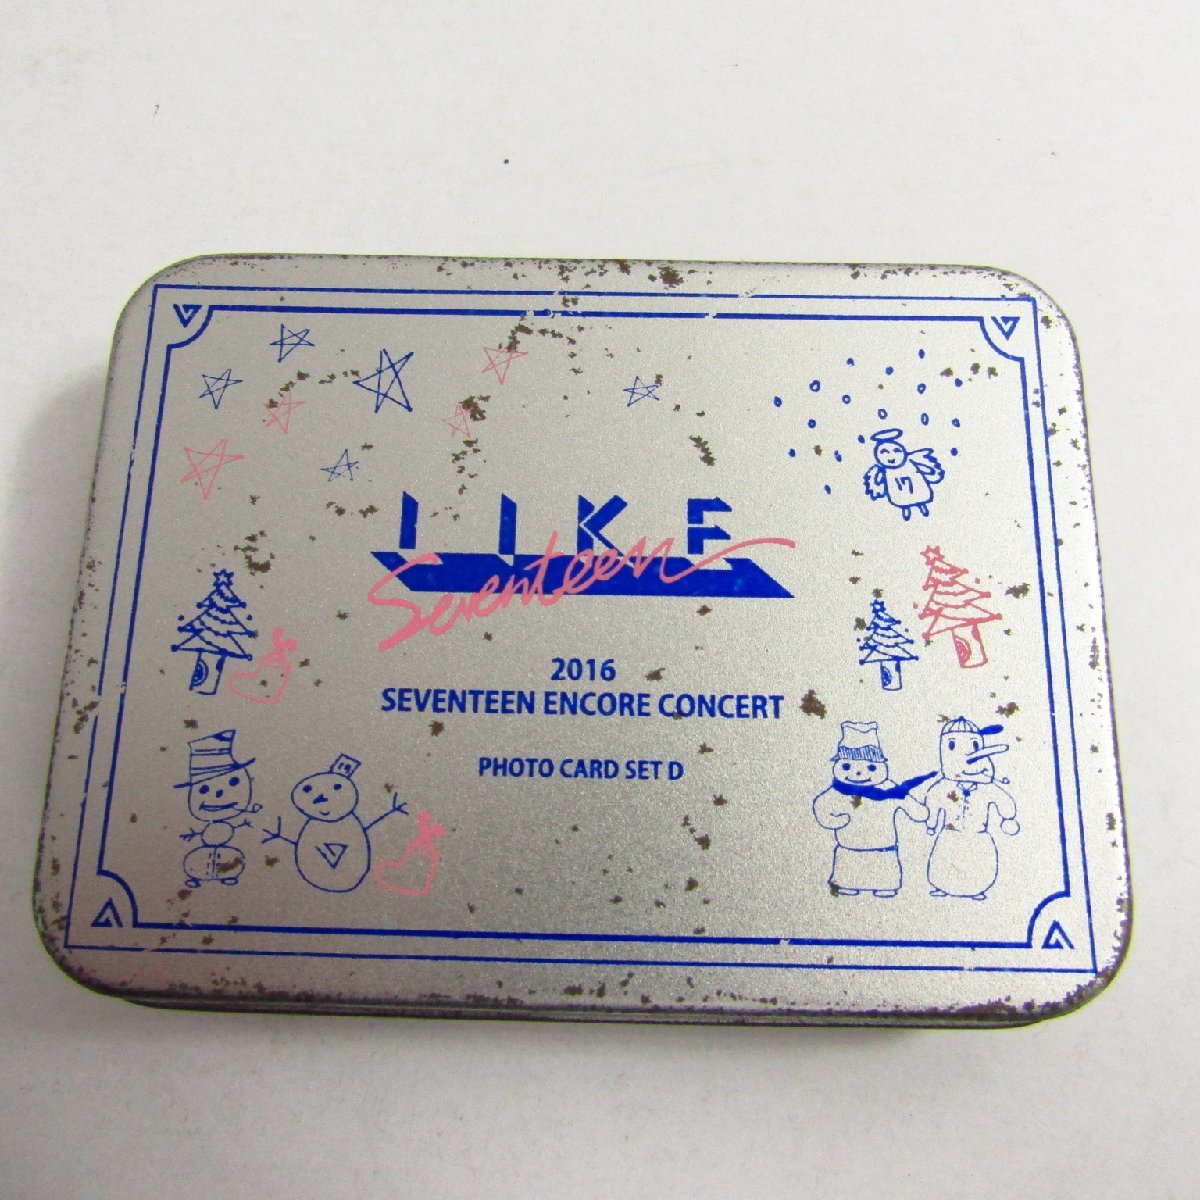 LIKE
Seventeen
2016
SEVENTEEN ENCORE CONCERT
PHOTO CARD SET D